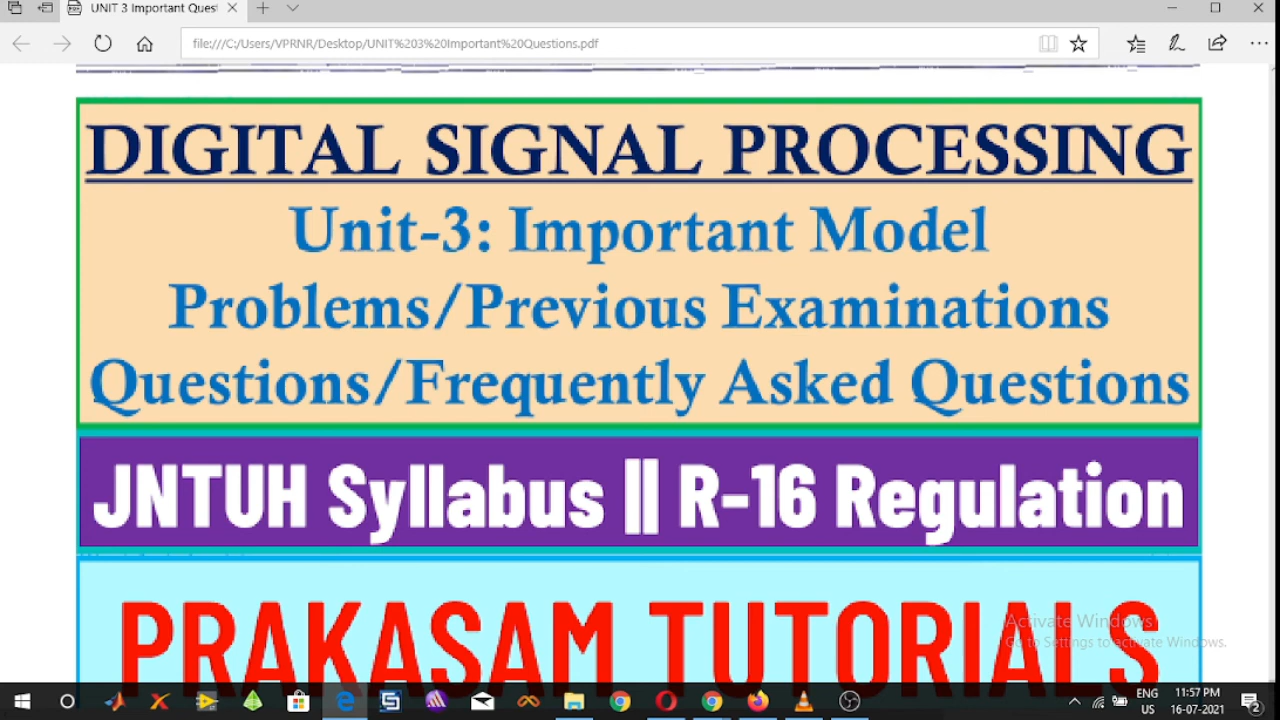 UNIT 3 Important Quest
file:///C:/Users/VPRNR/Desktop/UNIT%203%20Important%20Questions.pdf
DIGITAL SIGNAL PROCESSING
Unit-3: Important Model
Problems/Previous Examinations
Questions/Frequently Asked Questions
JNTUH Syllabus || R-16 Regulation
PRAKASAM TUTORIALS
Activate Windows
Go to Settings to activate Windows.
ENG
US
11:57 PM
16-07-2021
2